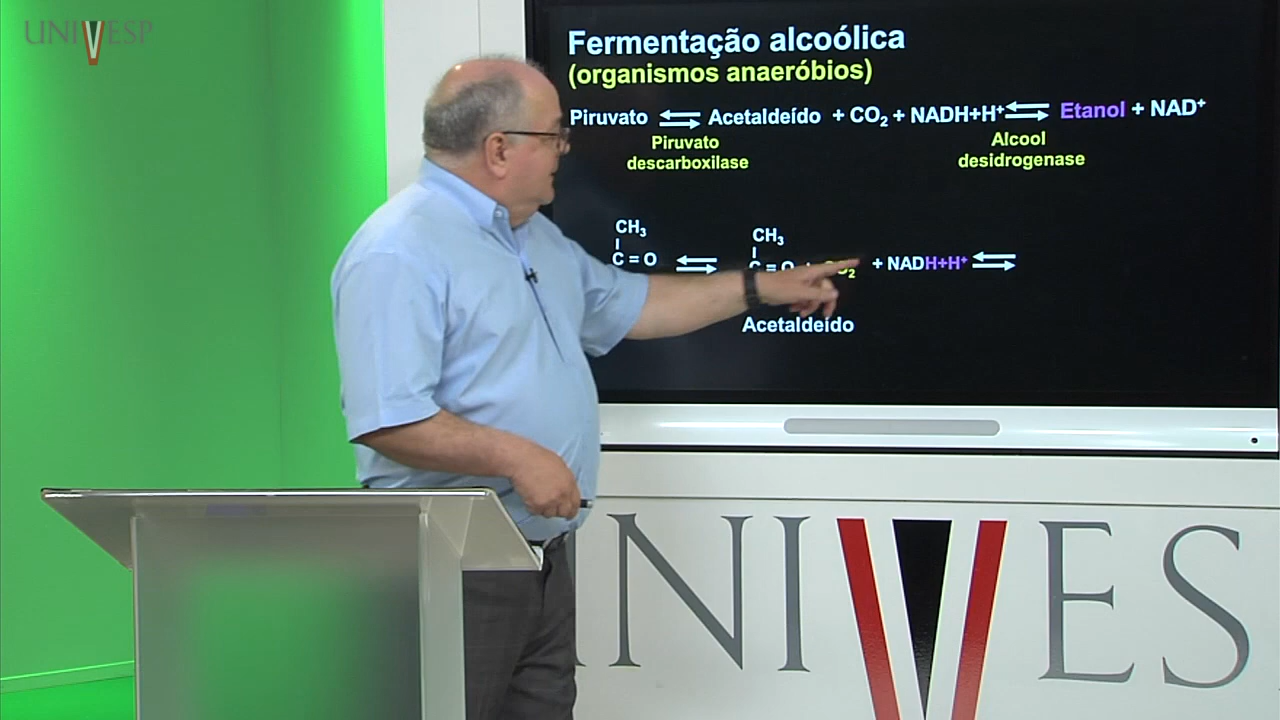 UNIVESP
Fermentação alcoólica
(organismos anaeróbios)
Piruvato ⇌ Acetaldeído + CO₂ + NADH+H⁺ ⇌ Etanol + NAD⁺
Piruvato
descarboxilase
Alcool
desidrogenase
CH₃
C = O
CH₃
C = O + CO₂ + NADH+H⁺ ⇌
Acetaldeído
UNIVES